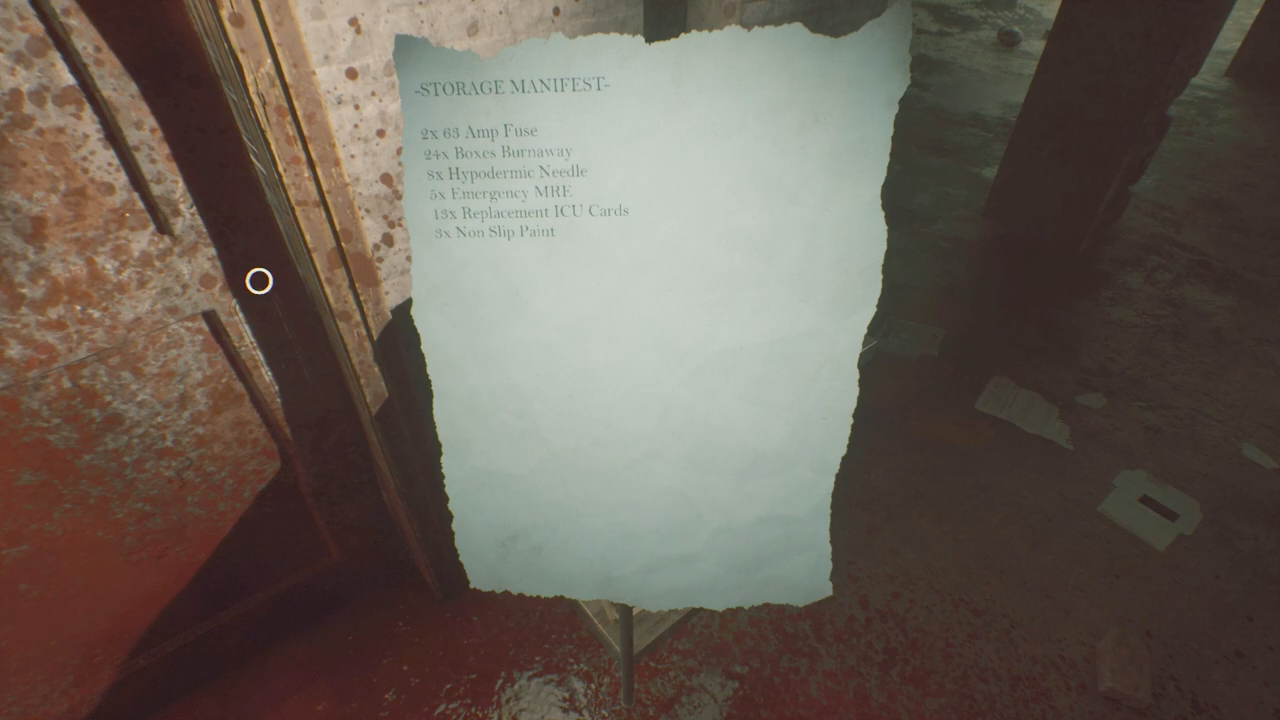 -STORAGE MANIFEST-
2x 63 Amp Fuse
24x Boxes Burnaway
8x Hypodermic Needle
5x Emergency MRE
13x Replacement ICU Cards
3x Non Slip Paint